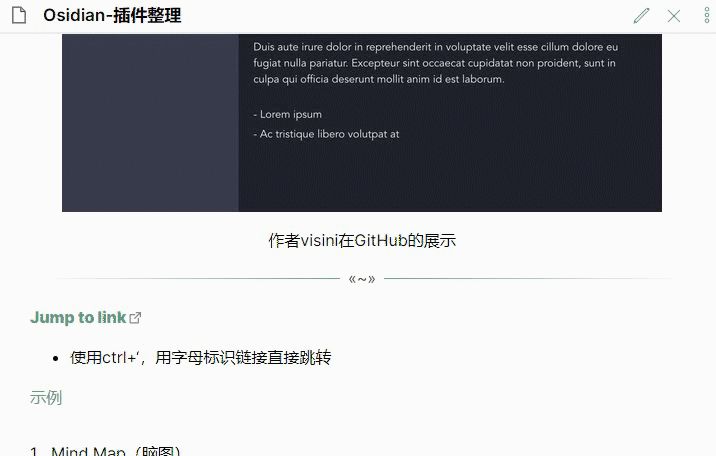 Osidian-插件整理
Duis aute irure dolor in reprehenderit in voluptate velit esse cillum dolore eu
fugiat nulla pariatur. Excepteur sint occaecat cupidatat non proident, sunt in
culpa qui officia deserunt mollit anim id est laborum.
- Lorem ipsum
- Ac tristique libero volutpat at
作者visini在GitHub的展示
«~»
Jump to link
• 使用ctrl+‘，用字母标识链接直接跳转
示例
1. Mind Map（脑图）